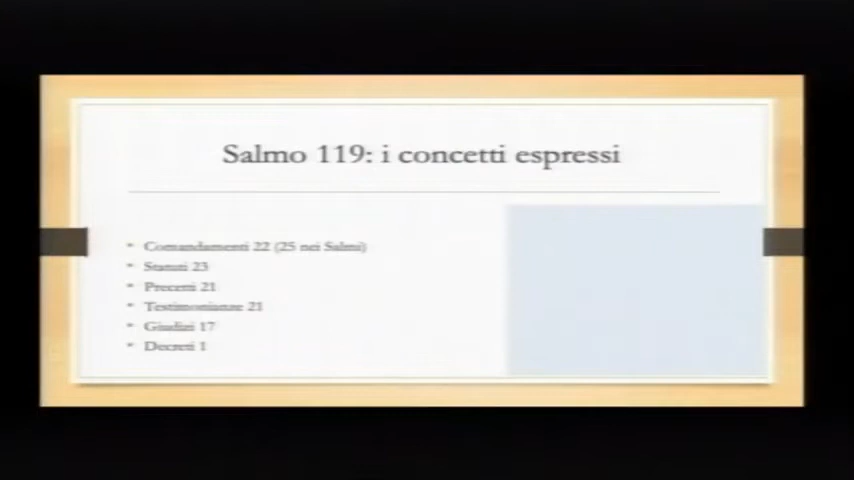 Salmo 119: i concetti espressi
Comandamenti 22 (25 nei Salmi)
Statuti 23
Precetti 21
Testimonianze 21
Giudizi 17
Decreti 1